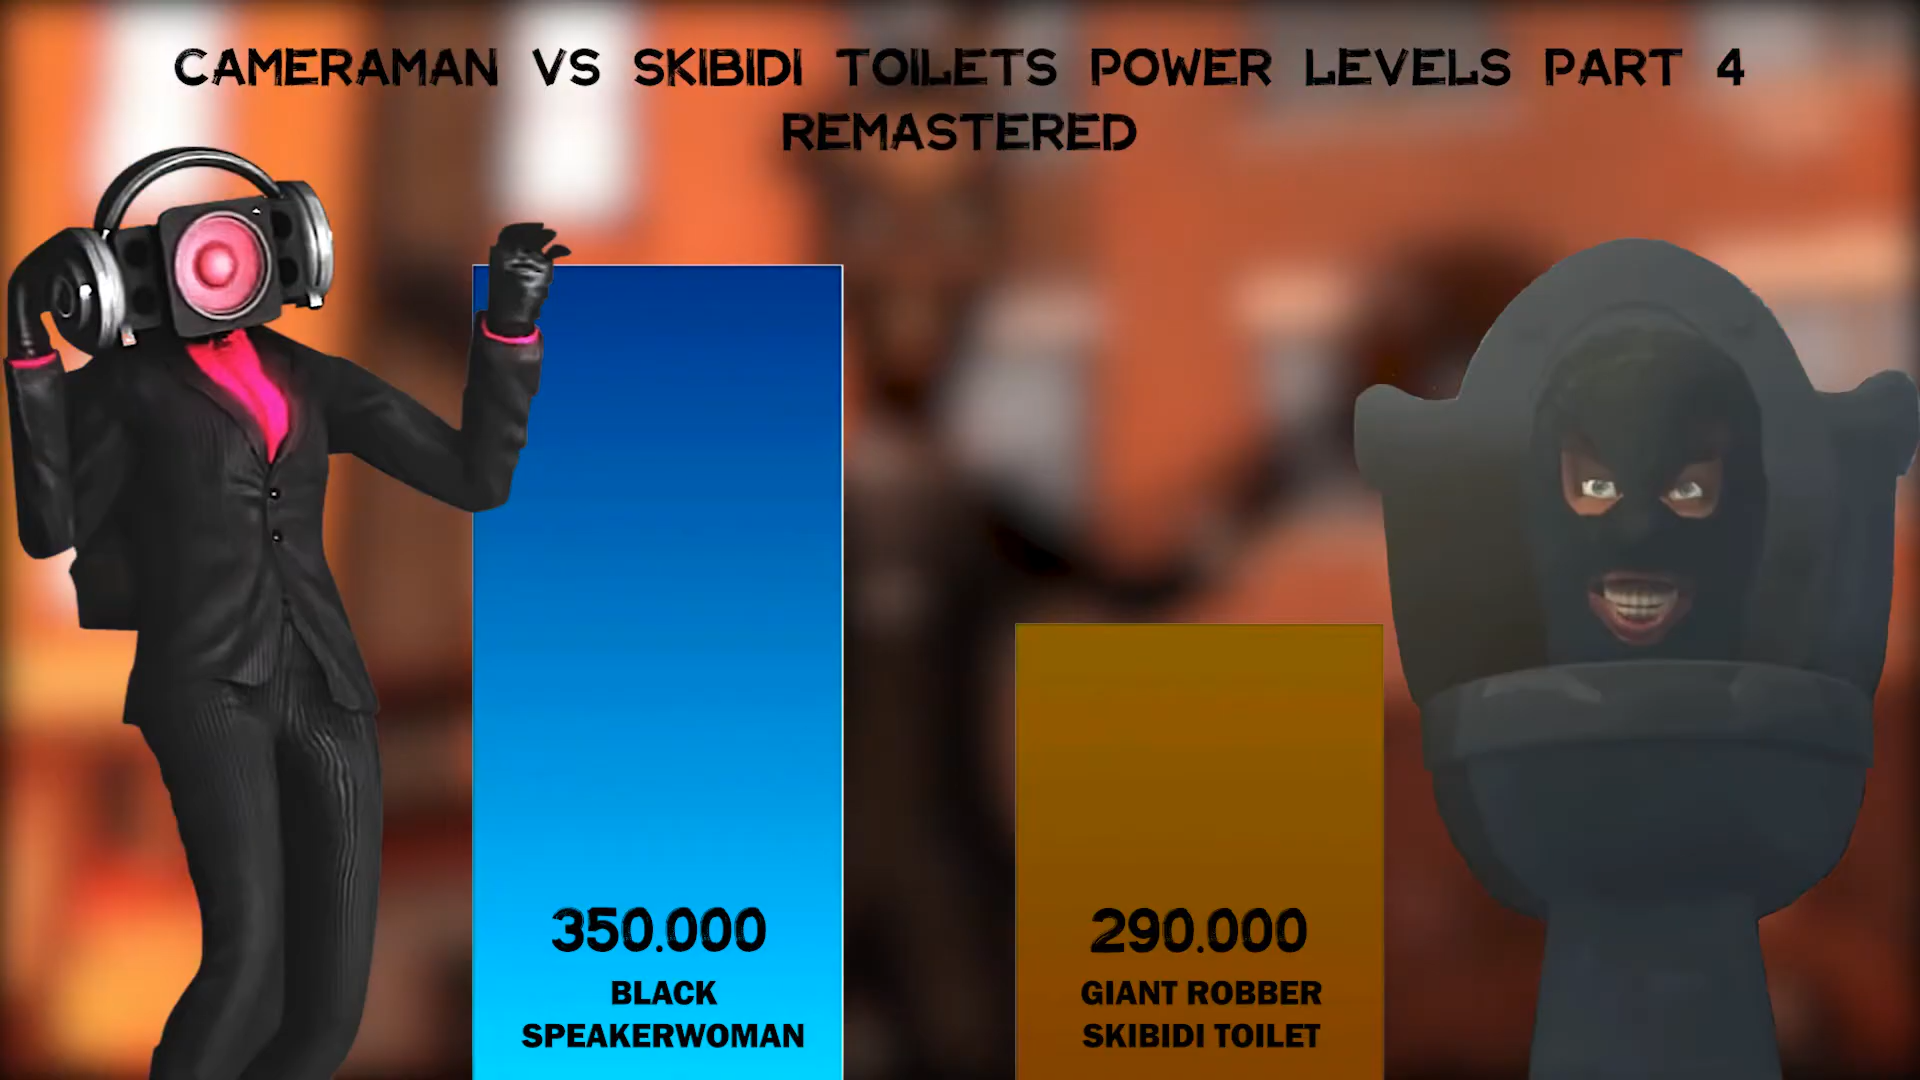 CAMERAMAN VS SKIBIDI TOILETS POWER LEVELS PART 4
REMASTERED
350.000
BLACK
SPEAKERWOMAN
290.000
GIANT ROBBER
SKIBIDI TOILET